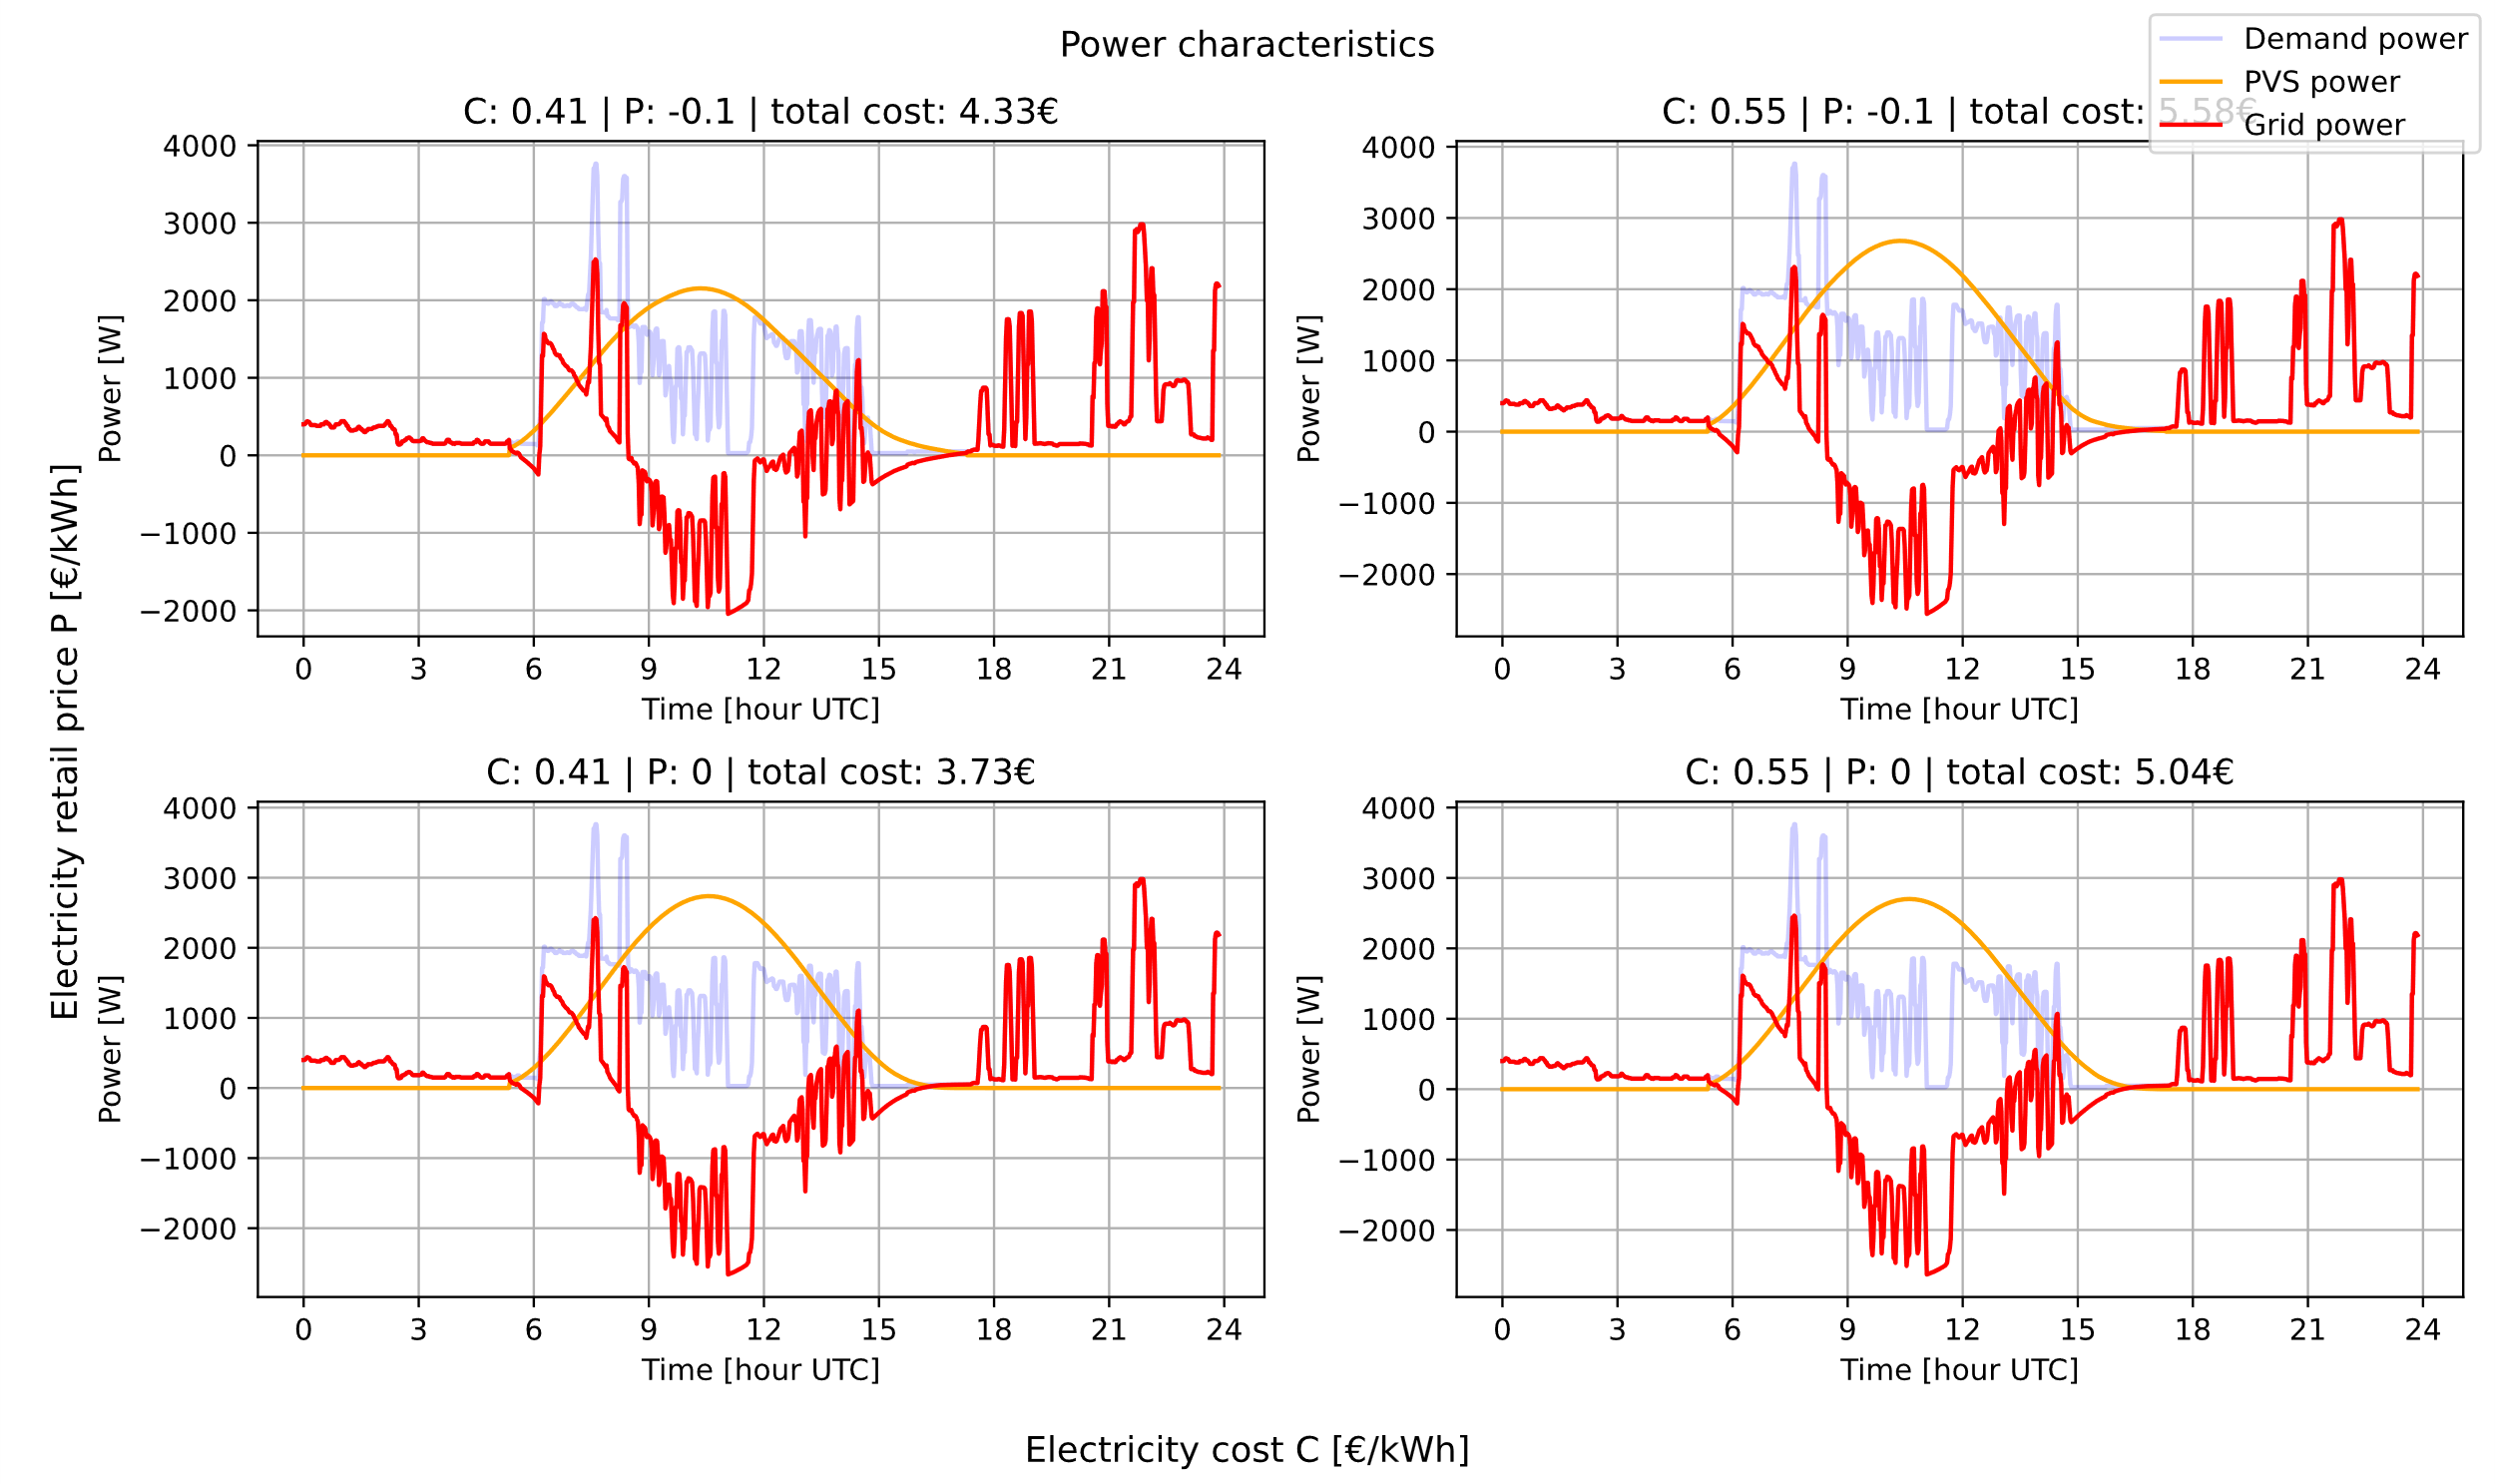 Power characteristics
Demand power
PVS power
Grid power
C: 0.41 | P: -0.1 | total cost: 4.33€
C: 0.55 | P: -0.1 | total cost: 5.58€
Electricity retail price P [€/kWh]
Power [W]
4000
3000
2000
1000
0
−1000
−2000
0 3 6 9 12 15 18 21 24
Time [hour UTC]
Power [W]
4000
3000
2000
1000
0
−1000
−2000
0 3 6 9 12 15 18 21 24
Time [hour UTC]
C: 0.41 | P: 0 | total cost: 3.73€
C: 0.55 | P: 0 | total cost: 5.04€
Power [W]
4000
3000
2000
1000
0
−1000
−2000
0 3 6 9 12 15 18 21 24
Time [hour UTC]
Power [W]
4000
3000
2000
1000
0
−1000
−2000
0 3 6 9 12 15 18 21 24
Time [hour UTC]
Electricity cost C [€/kWh]